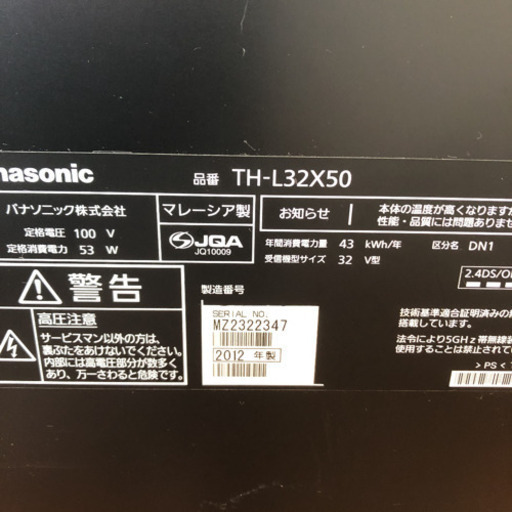 nasonic 品番 TH-L32X50
パナソニック株式会社
マレーシア製
お知らせ
本体の温度が高くなりますが
性能・品質には問題ありませ
定格電圧 100 V
定格消費電力 53 W
JQA
JQ10009
年間消費電力量 43 kWh/年 区分名 DN1
受信機型サイズ 32 V型
2.4DS/O
警告
高圧注意
サービスマン以外の方は、
裏ぶたをあけないでください。
内部には高電圧部分が数多く
あり、万一さわると危険です。
製造番号
SERIAL NO.
MZ2322347
2012 年製
技術基準適合証明済みの
搭載しています。
法令により5GHz帯無線
使用することはできま
>PS<